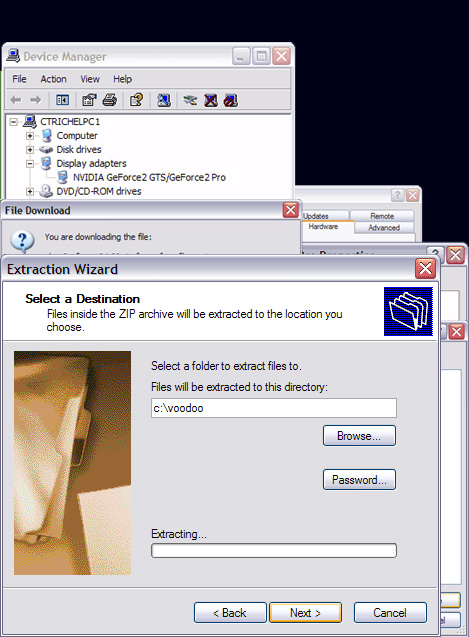 Device Manager
File Action View Help
CTRICHELPC1
Computer
Disk drives
Display adapters
NVIDIA GeForce2 GTS/GeForce2 Pro
DVD/CD-ROM drives
File Download
You are downloading the file:
Updates Remote
Hardware Advanced
Properties
Extraction Wizard
Select a Destination
Files inside the ZIP archive will be extracted to the location you
choose.
Select a folder to extract files to.
Files will be extracted to this directory:
c:\voodoo
Browse...
Password...
Extracting...
< Back Next > Cancel